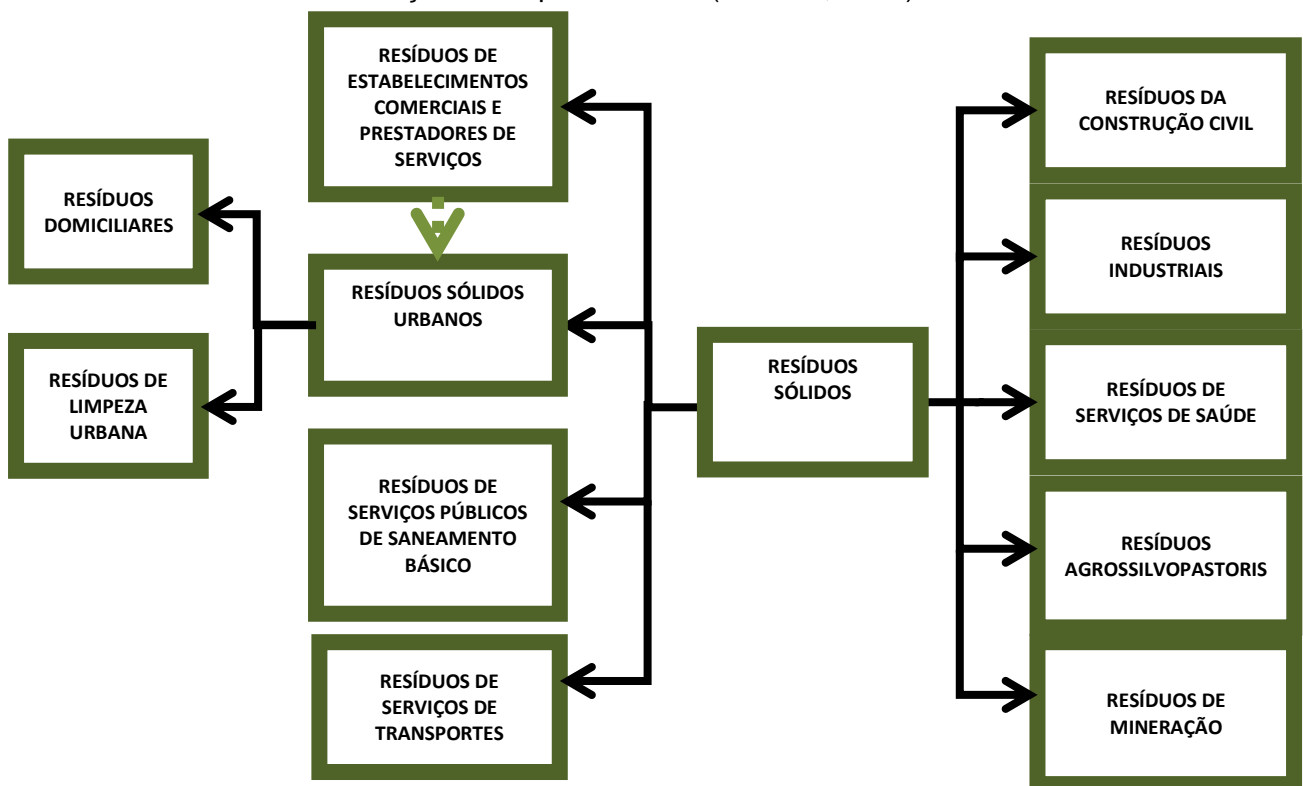 RESÍDUOS DE
ESTABELECIMENTOS
COMERCIAIS E
PRESTADORES DE
SERVIÇOS
RESÍDUOS
DOMICILIARES
RESÍDUOS DE
LIMPEZA
URBANA
RESÍDUOS SÓLIDOS
URBANOS
RESÍDUOS DE
SERVIÇOS PÚBLICOS
DE SANEAMENTO
BÁSICO
RESÍDUOS DE
SERVIÇOS DE
TRANSPORTES
RESÍDUOS
SÓLIDOS
RESÍDUOS DA
CONSTRUÇÃO CIVIL
RESÍDUOS
INDUSTRIAIS
RESÍDUOS DE
SERVIÇOS DE SAÚDE
RESÍDUOS
AGROSSILVOPASTORIS
RESÍDUOS DE
MINERAÇÃO